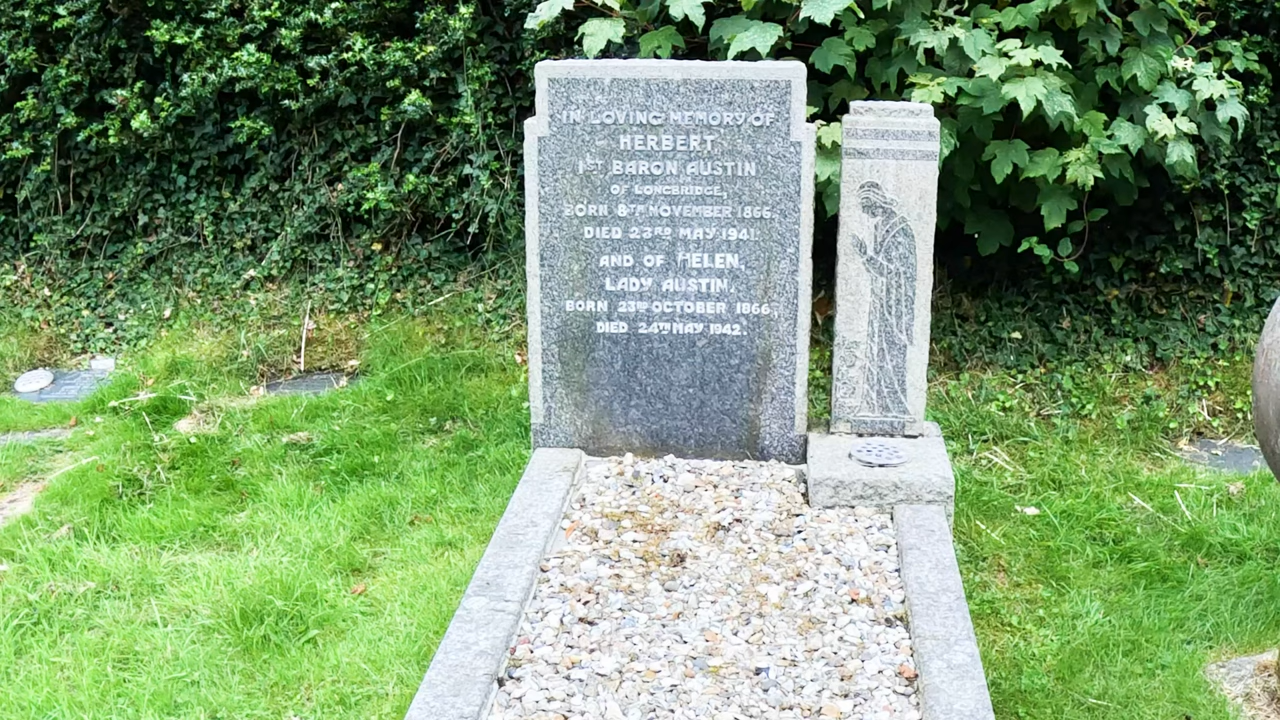 IN LOVING MEMORY OF
HERBERT
1ST BARON AUSTIN
OF LONGBRIDGE,
BORN 8TH NOVEMBER 1866.
DIED 23RD MAY 1941.
AND OF HELEN,
LADY AUSTIN.
BORN 23RD OCTOBER 1866,
DIED 24TH MAY 1942.